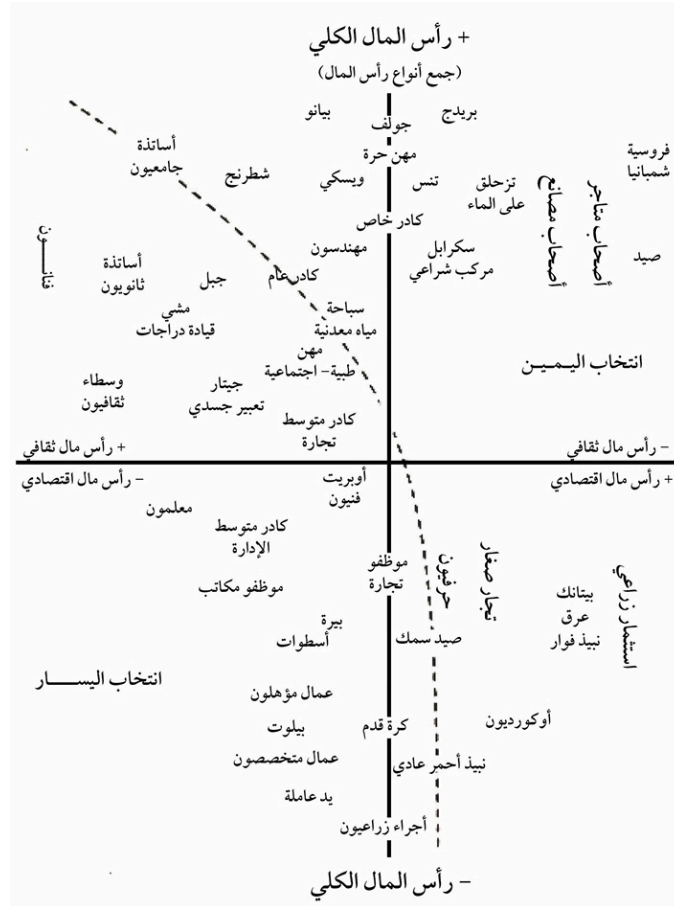 + رأس المال الكلي
(جمع أنواع رأس المال)
بريدج
بيانو
جولف
مهن حرة
أساتذة
جامعيون
فروسية
شمبانيا
تنس
ويسكي
شطرنج
تزحلق
على الماء
أصحاب مصانع
أصحاب متاجر
كادر خاص
صيد
سكرابل
مركب شراعي
مهندسون
كادر عام
جبل
أساتذة
ثانويون
فنانــــون
سباحة
مياه معدنية
مشي
قيادة دراجات
انتخاب اليـمـيـن
مهن
طبية- اجتماعية
جيتار
تعبير جسدي
وسطاء
ثقافيون
كادر متوسط
تجارة
- رأس مال ثقافي
+ رأس مال ثقافي
+ رأس مال اقتصادي
- رأس مال اقتصادي
أوبريت
فنيون
معلمون
كادر متوسط
الإدارة
موظفو
تجارة
حرفيون
تجار صغار
استثمار زراعي
موظفو مكاتب
بيتانك
عرق
نبيذ فوار
بيرة
أسطوات
صيد سمك
انتخاب اليســـــار
عمال مؤهلون
أوكورديون
كرة قدم
بيلوت
نبيذ أحمر عادي
عمال متخصصون
يد عاملة
أجراء زراعيون
- رأس المال الكلي